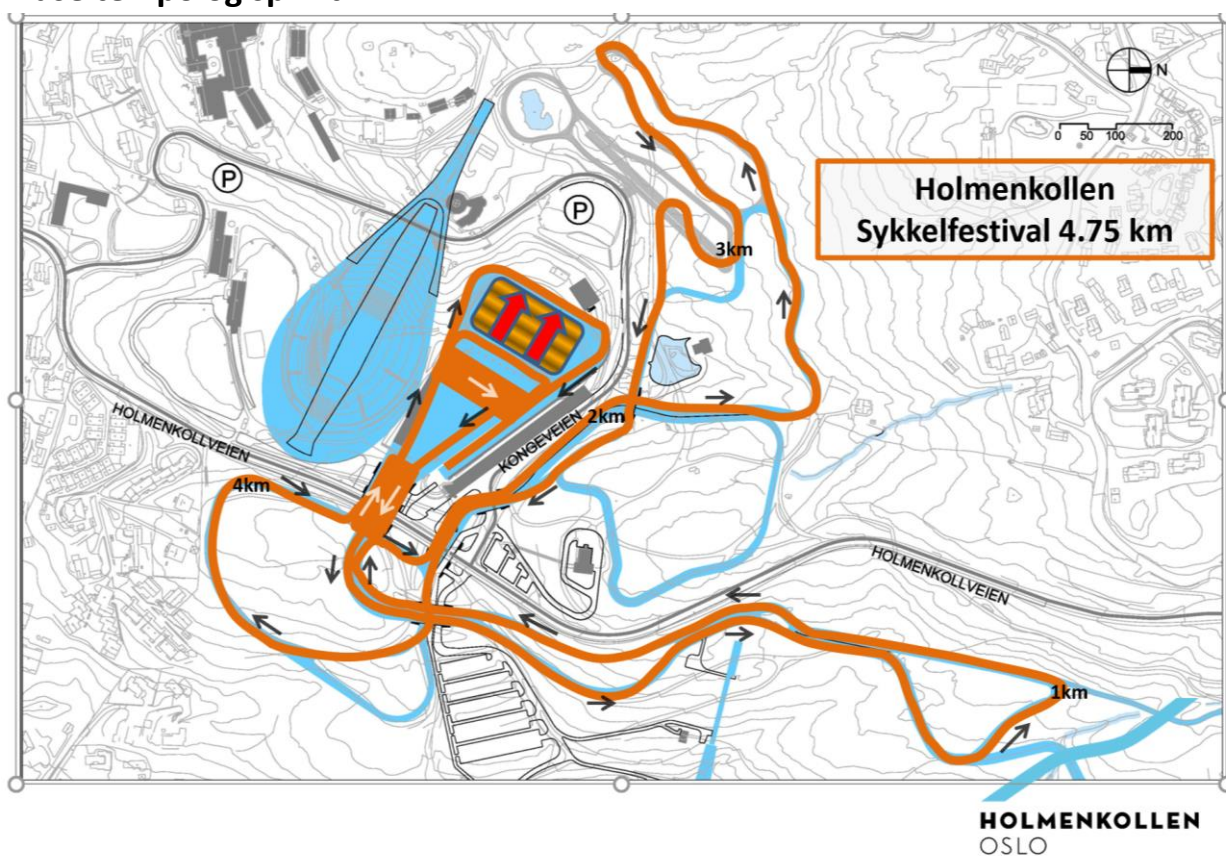 N
0 50 100 200
Holmenkollen
Sykkelfestival 4.75 km
P
P
3km
HOLMENKOLLVEIEN
KONGEVEIEN
2km
4km
HOLMENKOLLVEIEN
1km
HOLMENKOLLEN
OSLO